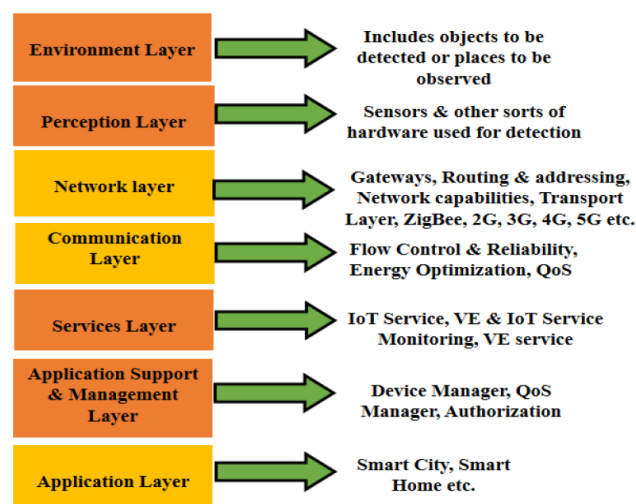 Environment Layer
Includes objects to be
detected or places to be
observed
Perception Layer
Sensors & other sorts of
hardware used for detection
Network layer
Gateways, Routing & addressing,
Network capabilities, Transport
Layer, ZigBee, 2G, 3G, 4G, 5G etc.
Communication
Layer
Flow Control & Reliability,
Energy Optimization, QoS
Services Layer
IoT Service, VE & IoT Service
Monitoring, VE service
Application Support
& Management
Layer
Device Manager, QoS
Manager, Authorization
Application Layer
Smart City, Smart
Home etc.